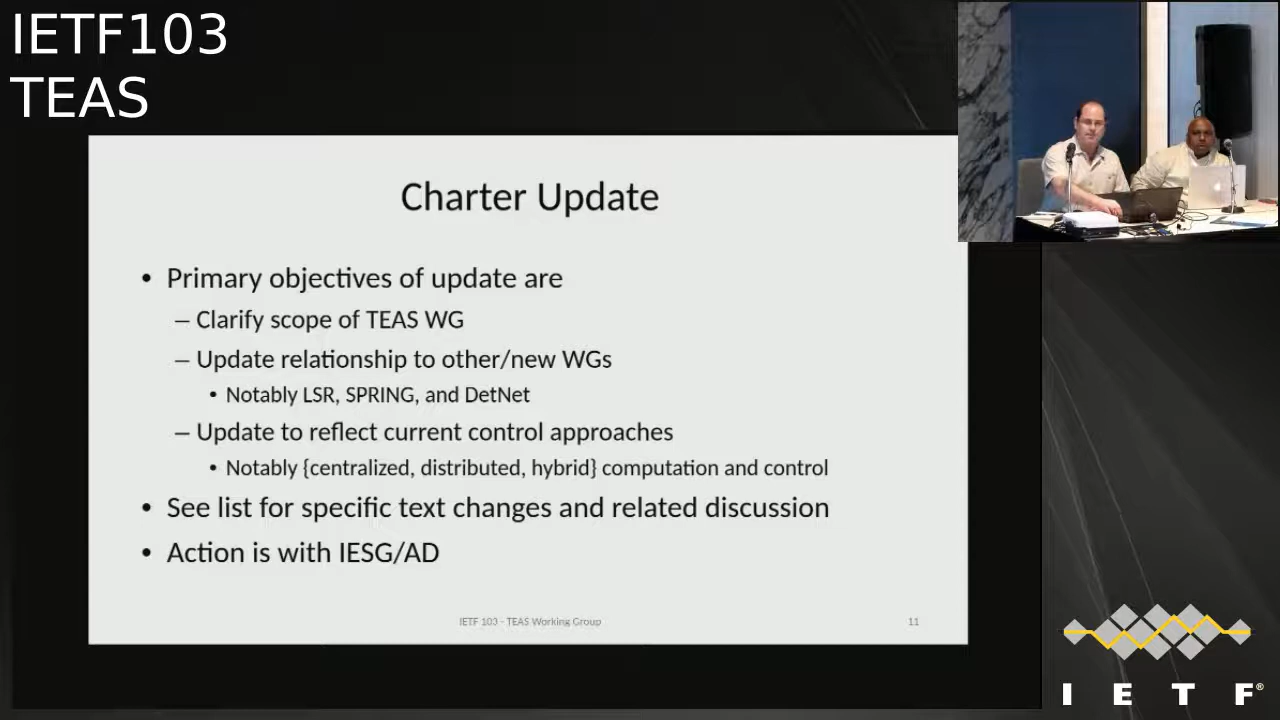 IETF103
TEAS
Charter Update
• Primary objectives of update are
– Clarify scope of TEAS WG
– Update relationship to other/new WGs
• Notably LSR, SPRING, and DetNet
– Update to reflect current control approaches
• Notably {centralized, distributed, hybrid} computation and control
• See list for specific text changes and related discussion
• Action is with IESG/AD
IETF 103 - TEAS Working Group
11
I E T F®